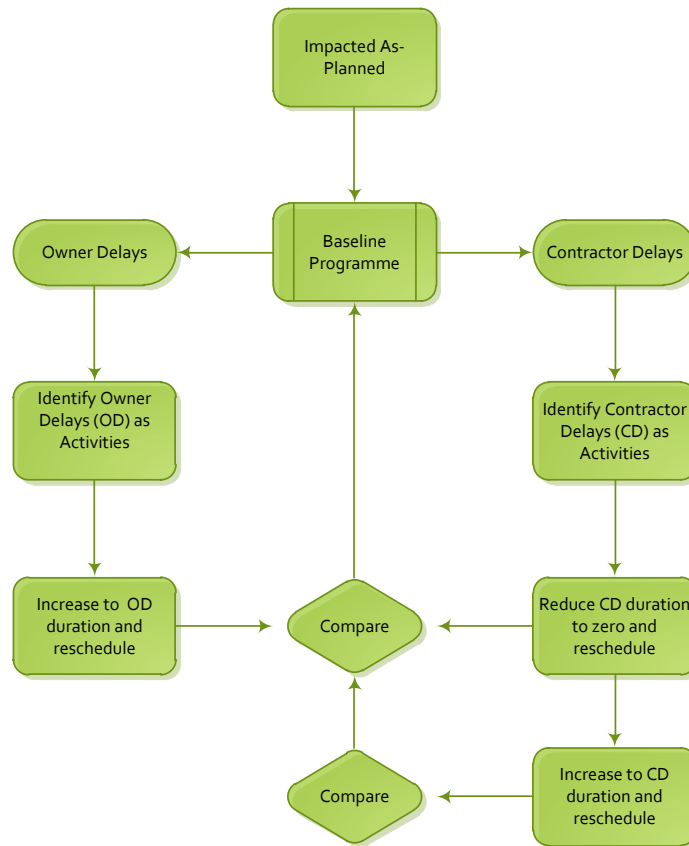 Impacted As-
Planned
Owner Delays
Baseline
Programme
Contractor Delays
Identify Owner
Delays (OD) as
Activities
Identify Contractor
Delays (CD) as
Activities
Increase to OD
duration and
reschedule
Compare
Reduce CD duration
to zero and
reschedule
Compare
Increase to CD
duration and
reschedule